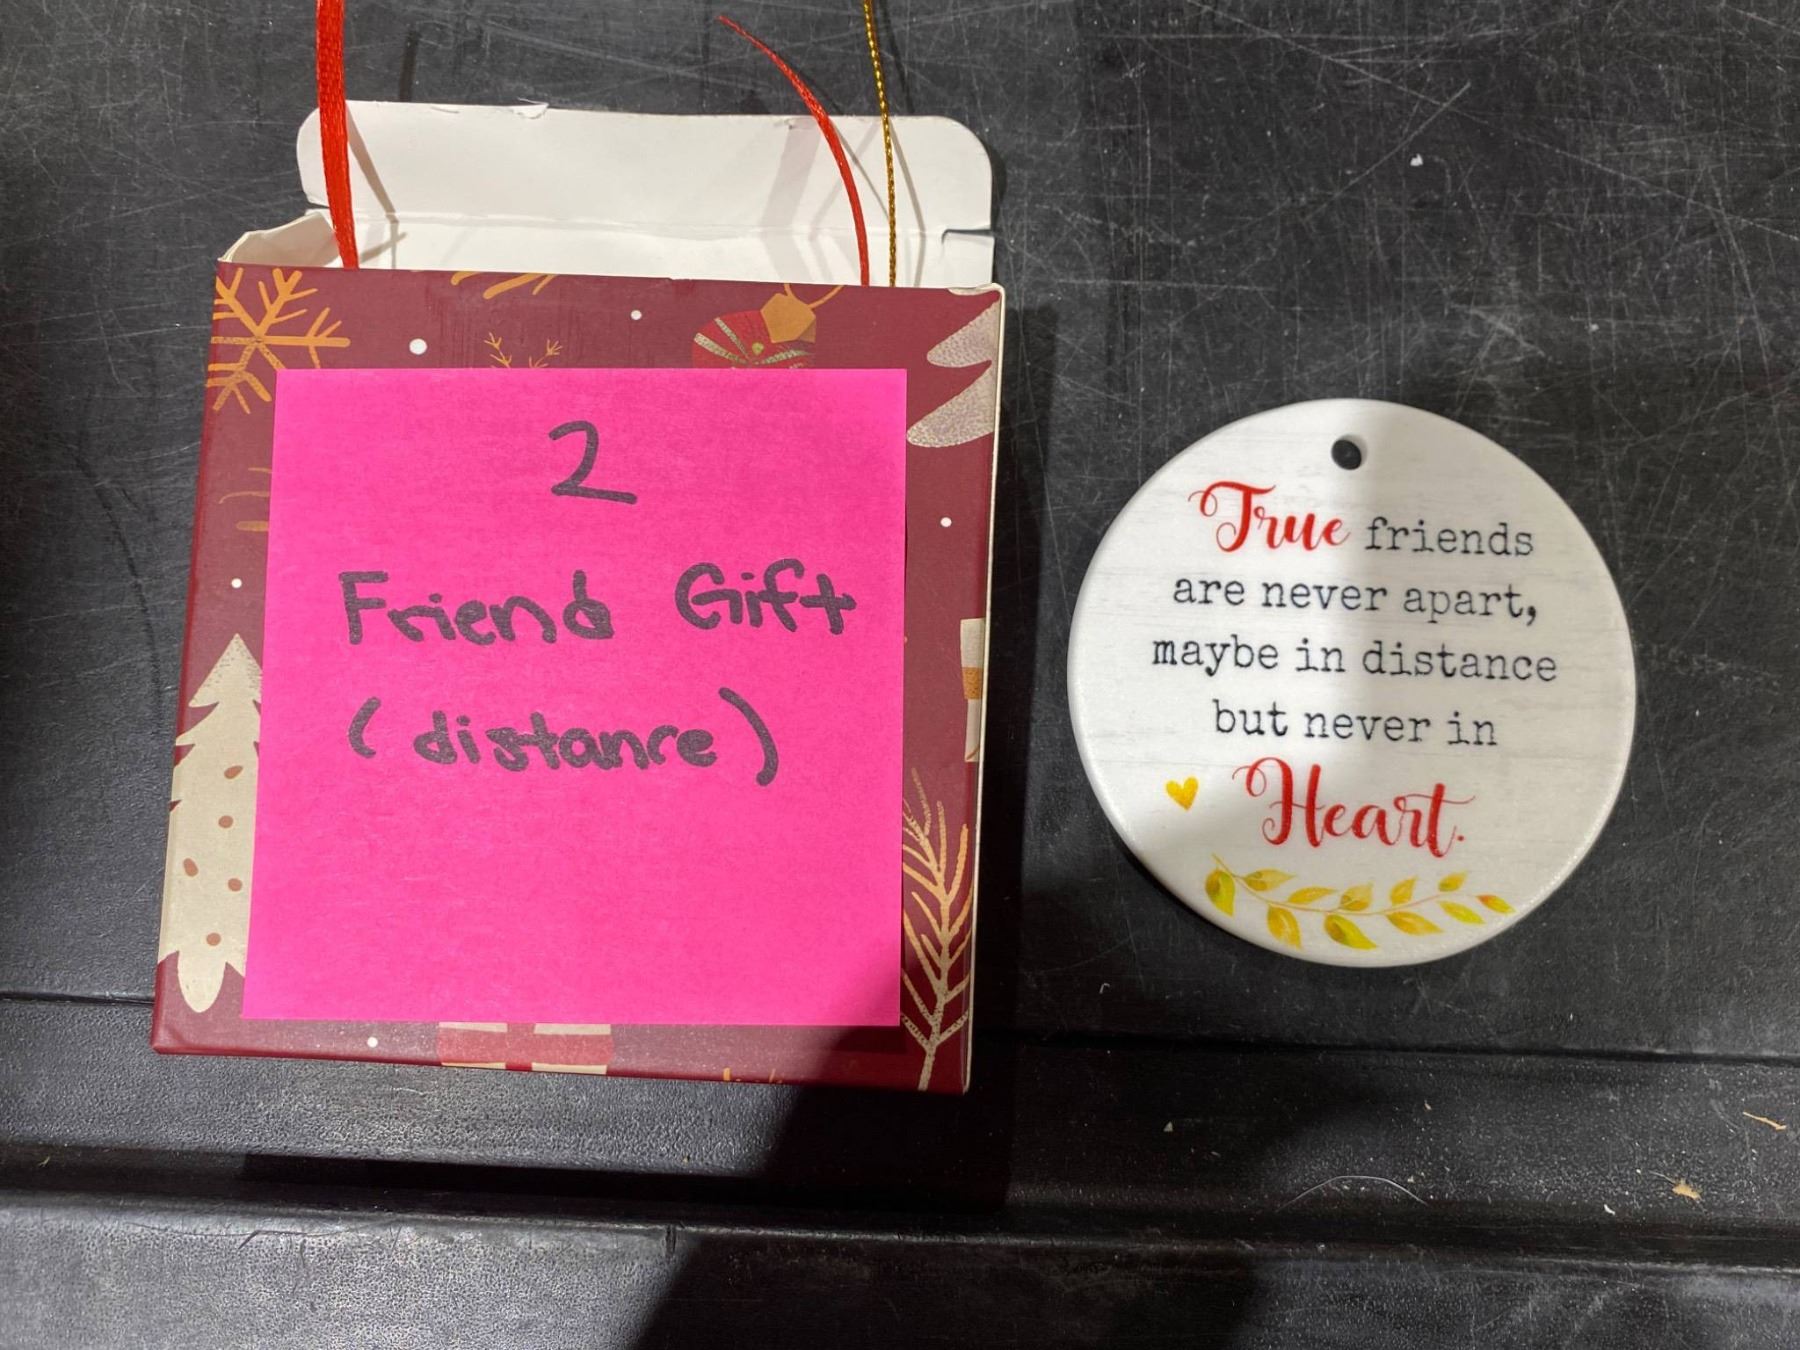 2
Friend Gift
(distance)
True friends
are never apart,
maybe in distance
but never in
Heart.